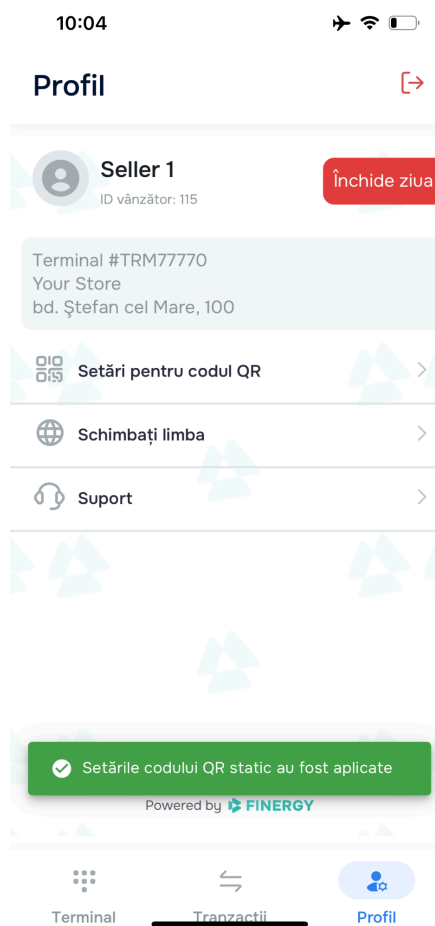 10:04
Profil
Seller 1
ID vânzător: 115
Închide ziua
Terminal #TRM77770
Your Store
bd. Ștefan cel Mare, 100
Setări pentru codul QR
Schimbați limba
Suport
Setările codului QR static au fost aplicate
Powered by FINERGY
Terminal
Tranzacții
Profil